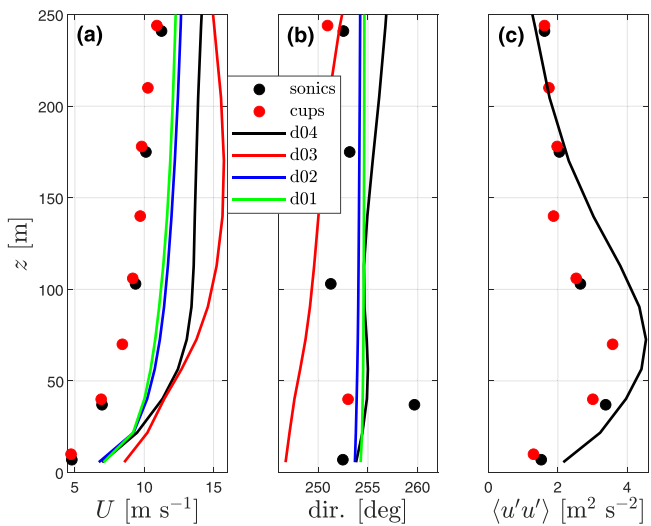 (a)
(b)
(c)
250
200
150
100
50
0
z [m]
sonics
cups
d04
d03
d02
d01
5 10 15
250 255 260
0 2 4
U [m s⁻¹]
dir. [deg]
⟨u′u′⟩ [m² s⁻²]